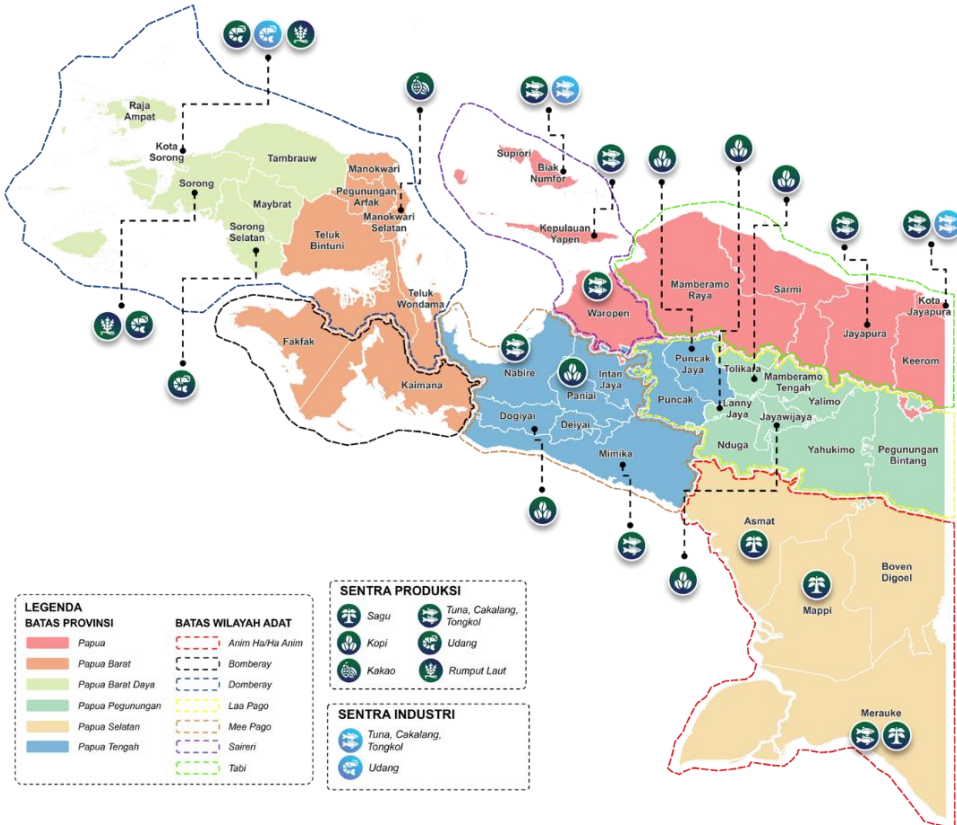 Raja
Ampat
Kota
Sorong
Sorong
Tambrauw
Maybrat
Sorong
Selatan
Manokwari
Pegunungan
Arfak
Manokwari
Selatan
Teluk
Bintuni
Teluk
Wondama
Fakfak
Kaimana
Supiori
Biak
Numfor
Kepulauan
Yapen
Waropen
Mamberamo
Raya
Sarmi
Jayapura
Kota
Jayapura
Keerom
Nabire
Paniai
Intan
Jaya
Puncak
Jaya
Puncak
Dogiyai
Deiyai
Mimika
Tolikara
Mamberamo
Tengah
Lanny
Jaya
Jayawijaya
Yalimo
Nduga
Yahukimo
Pegunungan
Bintang
Asmat
Mappi
Boven
Digoel
Merauke
LEGENDA
BATAS PROVINSI
Papua
Papua Barat
Papua Barat Daya
Papua Pegunungan
Papua Selatan
Papua Tengah
BATAS WILAYAH ADAT
Anim Ha/Ha Anim
Bomberay
Domberay
Laa Pago
Mee Pago
Saireri
Tabi
SENTRA PRODUKSI
Sagu
Kopi
Kakao
Tuna, Cakalang,
Tongkol
Udang
Rumput Laut
SENTRA INDUSTRI
Tuna, Cakalang,
Tongkol
Udang